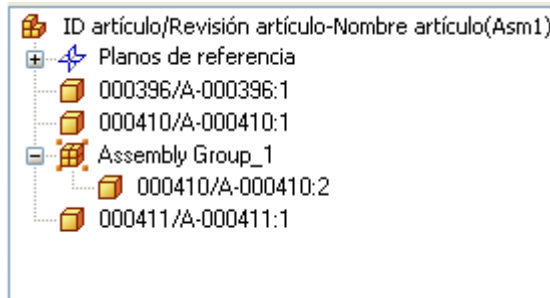 ID artículo/Revisión artículo-Nombre artículo(Asm1)
Planos de referencia
000396/A-000396:1
000410/A-000410:1
Assembly Group_1
000410/A-000410:2
000411/A-000411:1